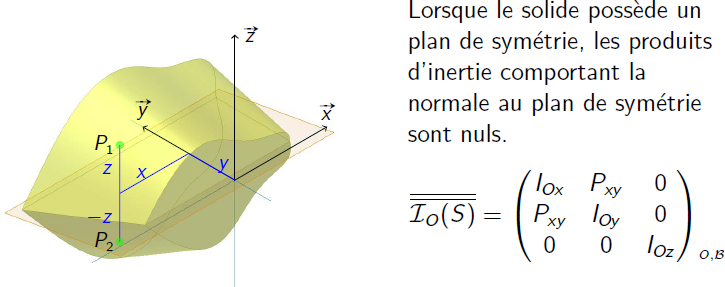 Lorsque le solide possède un
plan de symétrie, les produits
d'inertie comportant la
normale au plan de symétrie
sont nuls.
$\overline{\overline{\mathcal{I}_O(S)}} = \begin{pmatrix} I_{Ox} & P_{xy} & 0 \\ P_{xy} & I_{Oy} & 0 \\ 0 & 0 & I_{Oz} \end{pmatrix}_{O,\mathcal{B}}$
$\vec{z}$
$\vec{y}$
$\vec{x}$
$P_1$
z
x
y
−z
$P_2$